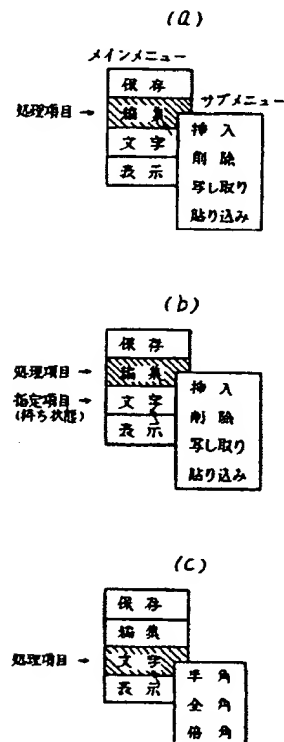 (a)
メインメニュー
保存
処理項目 →
編集
サブメニュー
文字
表示
挿入
削除
写し取り
貼り込み
(b)
保存
処理項目 →
編集
指定項目 →
(待ち状態)
文字
表示
挿入
削除
写し取り
貼り込み
(c)
保存
編集
処理項目 →
文字
表示
半角
全角
倍角